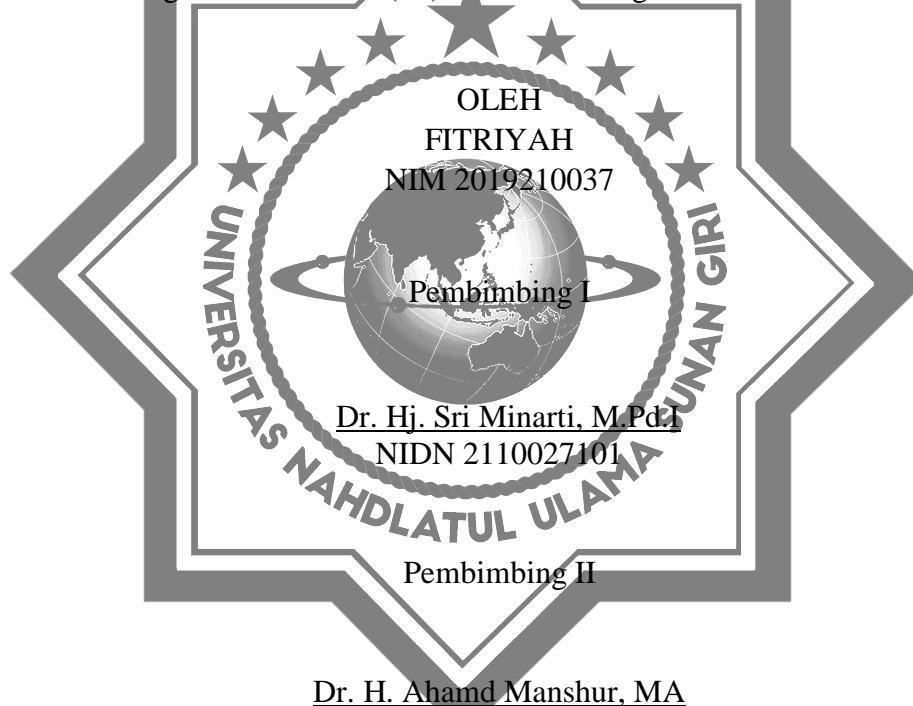 OLEH
FITRIYAH
NIM 2019210037
Pembimbing I
Dr. Hj. Sri Minarti, M.Pd.I
NIDN 2110027101
UNIVERSITAS NAHDLATUL ULAMA SUNAN GIRI
Pembimbing II
Dr. H. Ahamd Manshur, MA